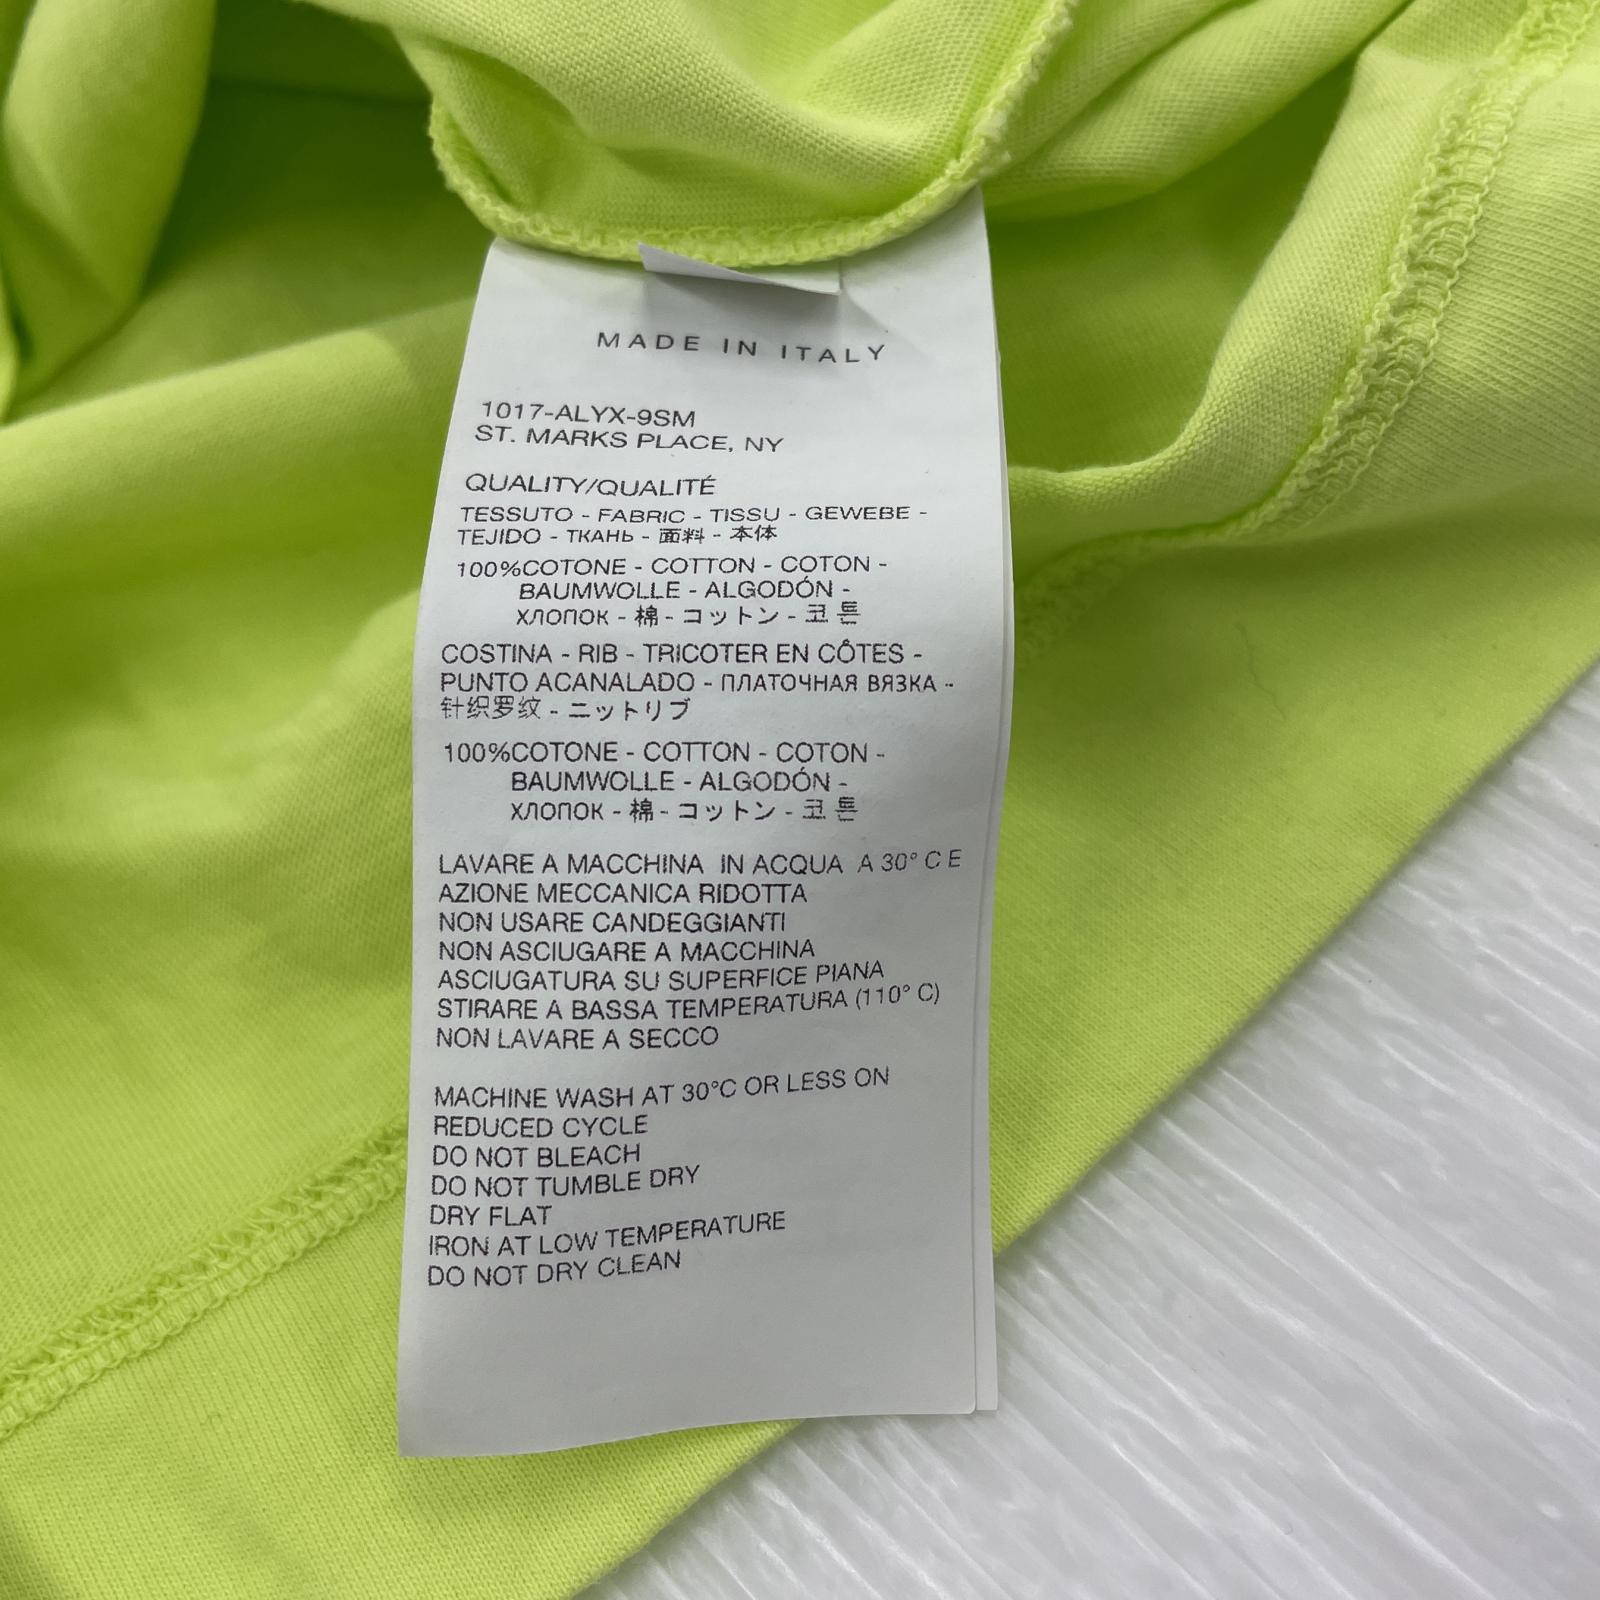 MADE IN ITALY
1017-ALYX-9SM
ST. MARKS PLACE, NY
QUALITY/QUALITÉ
TESSUTO - FABRIC - TISSU - GEWEBE -
TEJIDO - ТКАНЬ - 面料 - 本体
100%COTONE - COTTON - COTON -
BAUMWOLLE - ALGODÓN -
ХЛОПОК - 棉 - コットン - 코튼
COSTINA - RIB - TRICOTER EN CÔTES -
PUNTO ACANALADO - ПЛАТОЧНАЯ ВЯЗКА -
针织罗纹 - ニットリブ
100%COTONE - COTTON - COTON -
BAUMWOLLE - ALGODÓN -
ХЛОПОК - 棉 - コットン - 코튼
LAVARE A MACCHINA IN ACQUA A 30° C E
AZIONE MECCANICA RIDOTTA
NON USARE CANDEGGIANTI
NON ASCIUGARE A MACCHINA
ASCIUGATURA SU SUPERFICE PIANA
STIRARE A BASSA TEMPERATURA (110° C)
NON LAVARE A SECCO
MACHINE WASH AT 30°C OR LESS ON
REDUCED CYCLE
DO NOT BLEACH
DO NOT TUMBLE DRY
DRY FLAT
IRON AT LOW TEMPERATURE
DO NOT DRY CLEAN